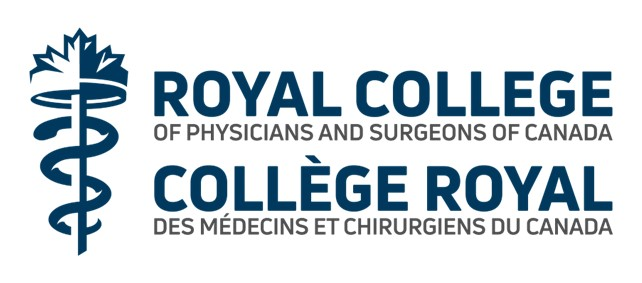 ROYAL COLLEGE
OF PHYSICIANS AND SURGEONS OF CANADA
COLLÈGE ROYAL
DES MÉDECINS ET CHIRURGIENS DU CANADA